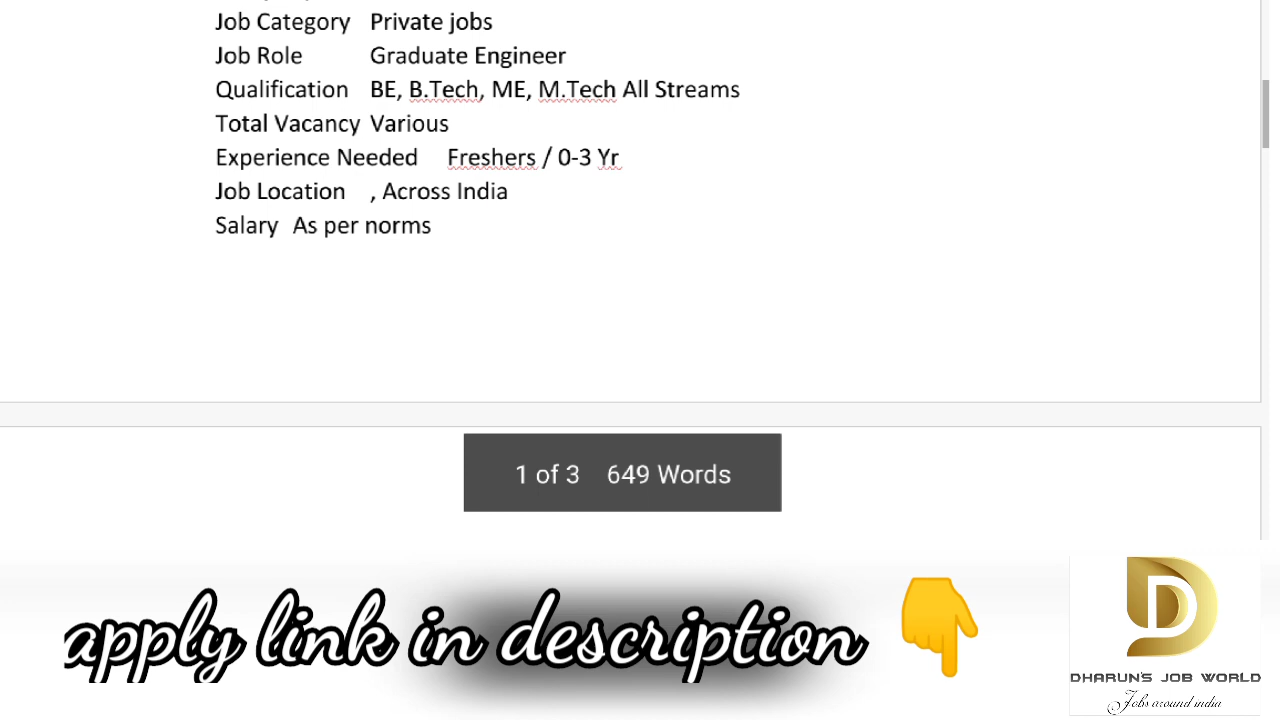 Job Category Private jobs
Job Role Graduate Engineer
Qualification BE, B.Tech, ME, M.Tech All Streams
Total Vacancy Various
Experience Needed Freshers / 0-3 Yr
Job Location , Across India
Salary As per norms
1 of 3 649 Words
apply link in description
DHARUN'S JOB WORLD
Jobs around india